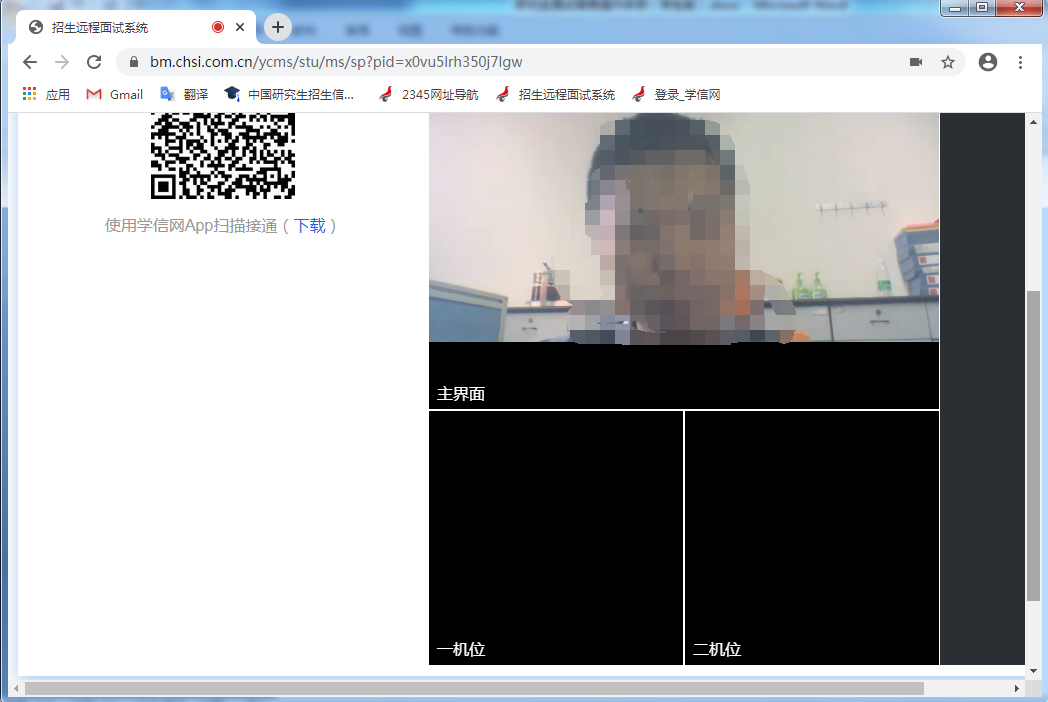 招生远程面试系统
bm.chsi.com.cn/ycms/stu/ms/sp?pid=x0vu5lrh350j7lgw
应用 Gmail 翻译 中国研究生招生信... 2345网址导航 招生远程面试系统 登录_学信网
使用学信网App扫描接通（下载）
主界面
一机位 二机位